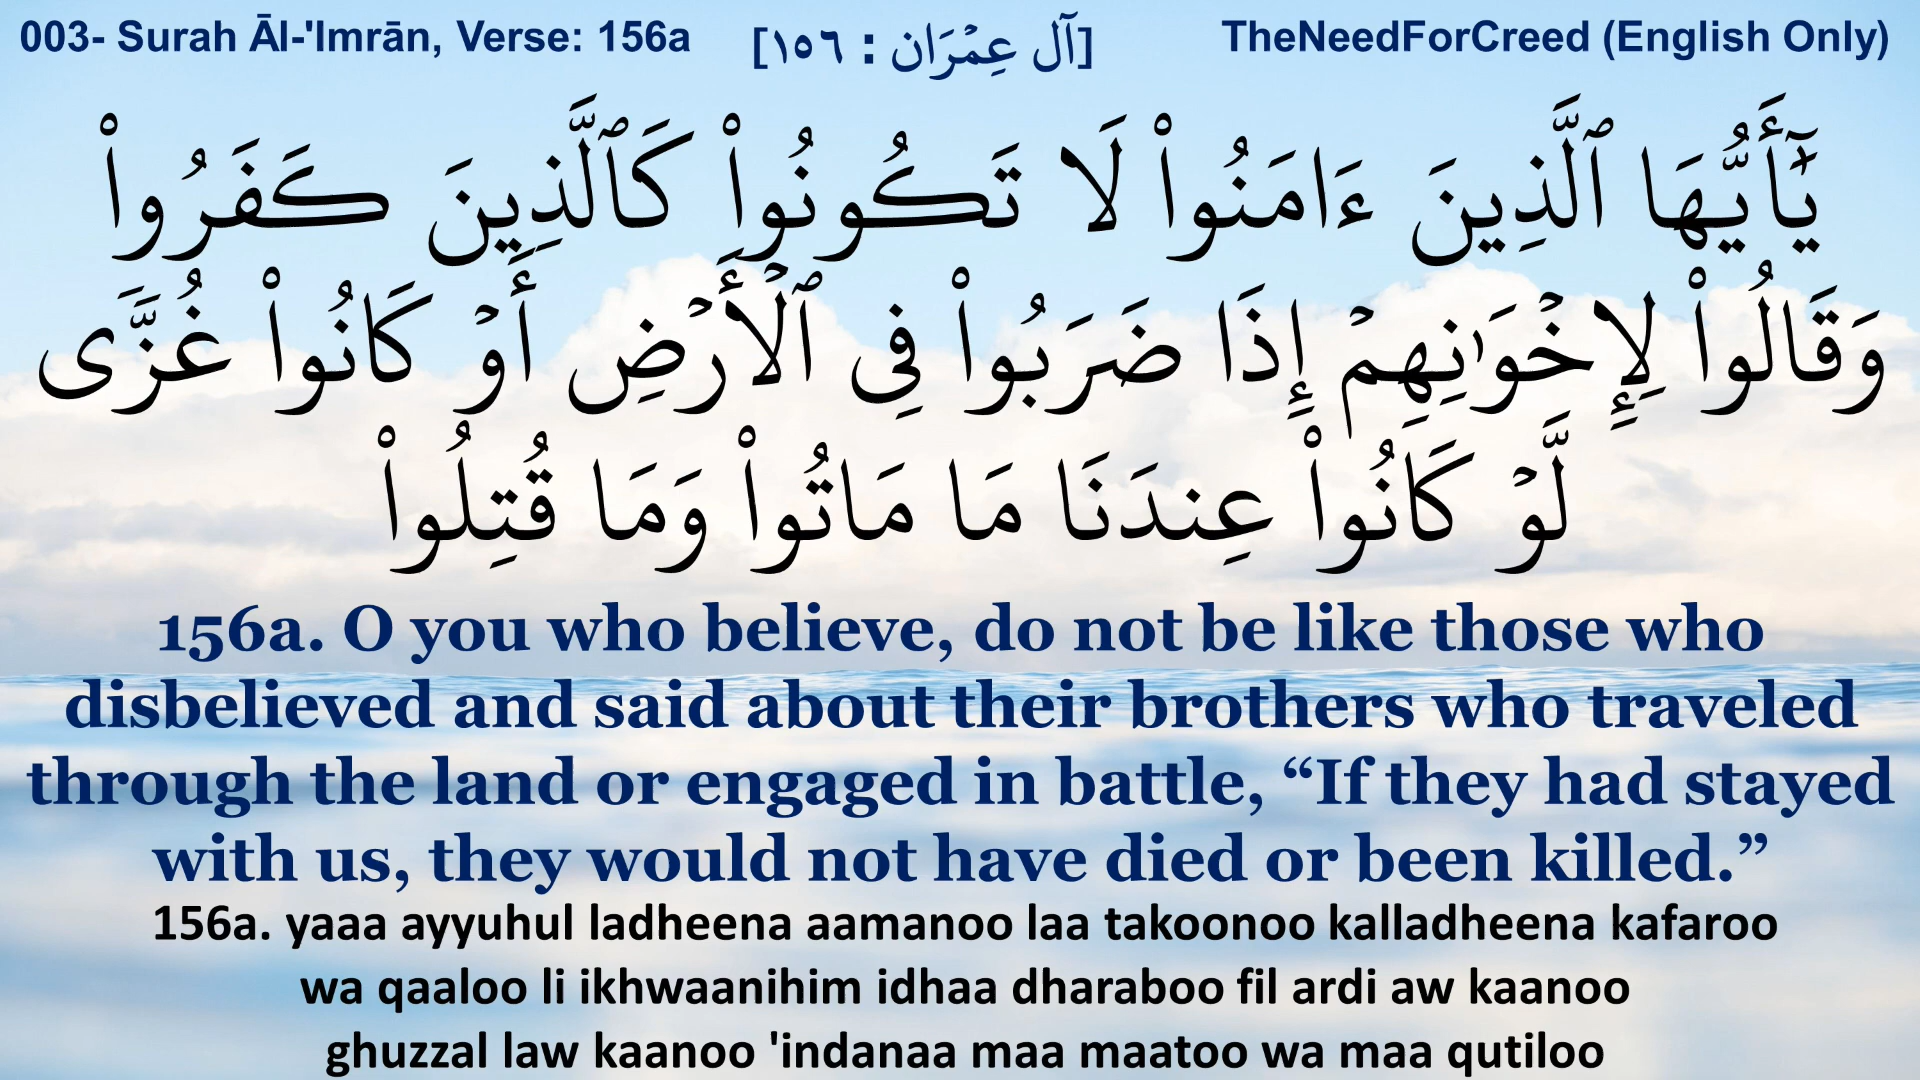 003- Surah Āl-'Imrān, Verse: 156a [آل عِمْرَان : ١٥٦] TheNeedForCreed (English Only)
يَٰٓأَيُّهَا ٱلَّذِينَ ءَامَنُوا۟ لَا تَكُونُوا۟ كَٱلَّذِينَ كَفَرُوا۟
وَقَالُوا۟ لِإِخْوَٰنِهِمْ إِذَا ضَرَبُوا۟ فِى ٱلْأَرْضِ أَوْ كَانُوا۟ غُزًّى
لَّوْ كَانُوا۟ عِندَنَا مَا مَاتُوا۟ وَمَا قُتِلُوا۟
156a. O you who believe, do not be like those who
disbelieved and said about their brothers who traveled
through the land or engaged in battle, “If they had stayed
with us, they would not have died or been killed.”
156a. yaaa ayyuhul ladheena aamanoo laa takoonoo kalladheena kafaroo
wa qaaloo li ikhwaanihim idhaa dharaboo fil ardi aw kaanoo
ghuzzal law kaanoo 'indanaa maa maatoo wa maa qutiloo